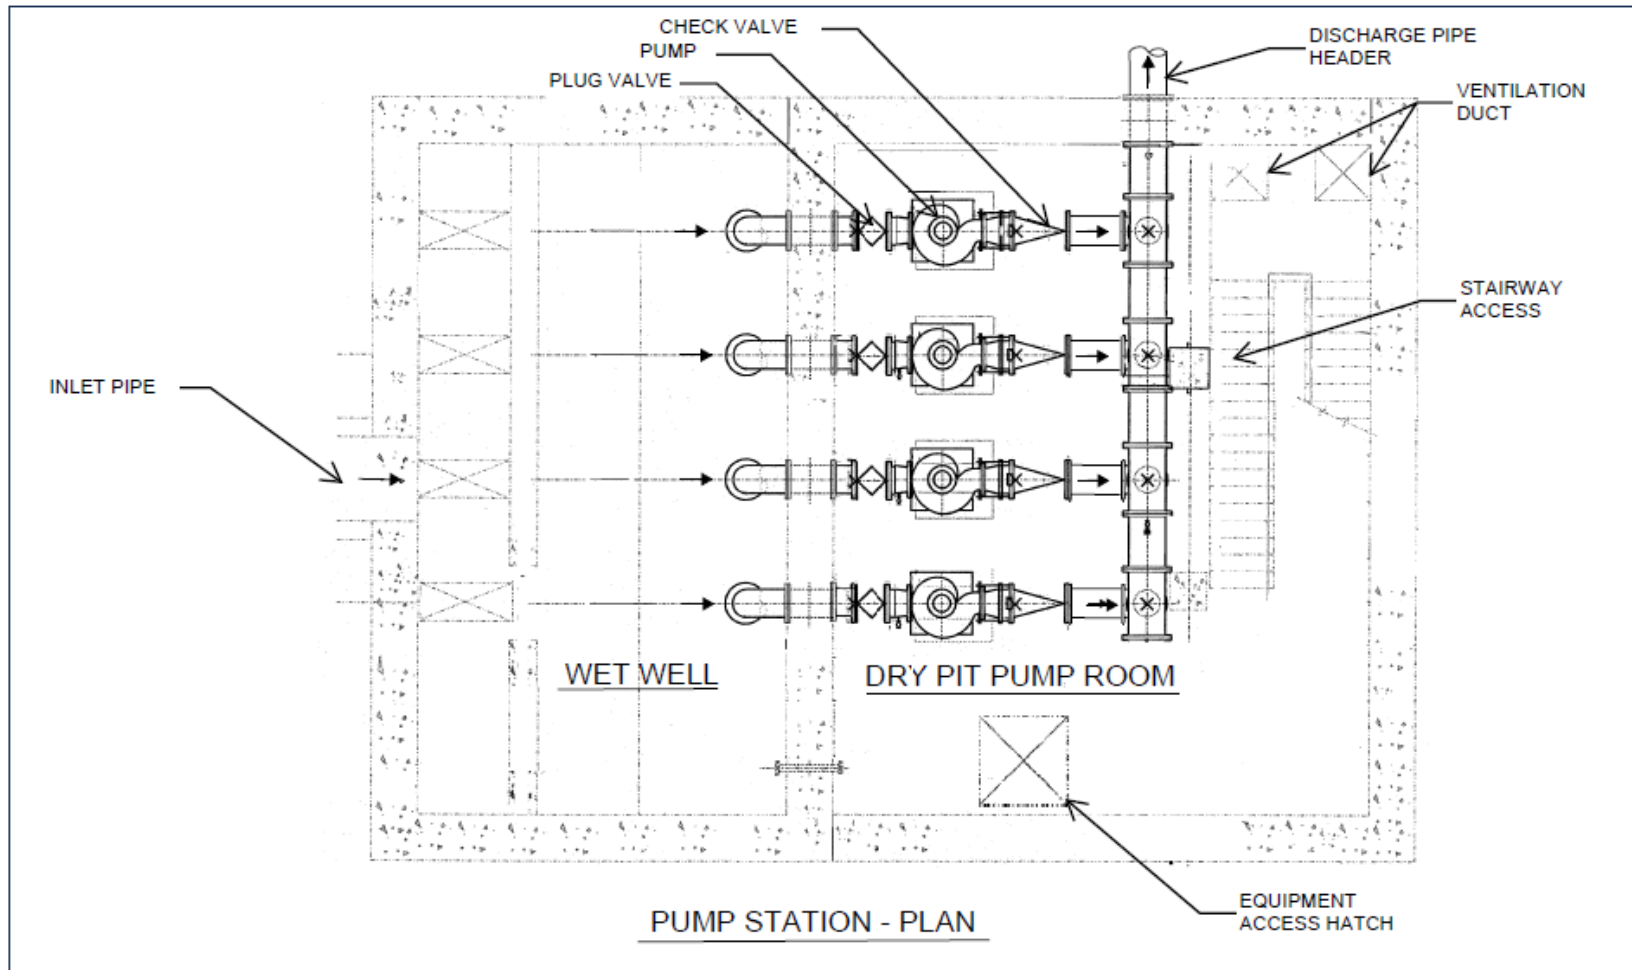 CHECK VALVE
PUMP
PLUG VALVE
DISCHARGE PIPE
HEADER
VENTILATION
DUCT
STAIRWAY
ACCESS
INLET PIPE
WET WELL
DRY PIT PUMP ROOM
EQUIPMENT
ACCESS HATCH
PUMP STATION - PLAN